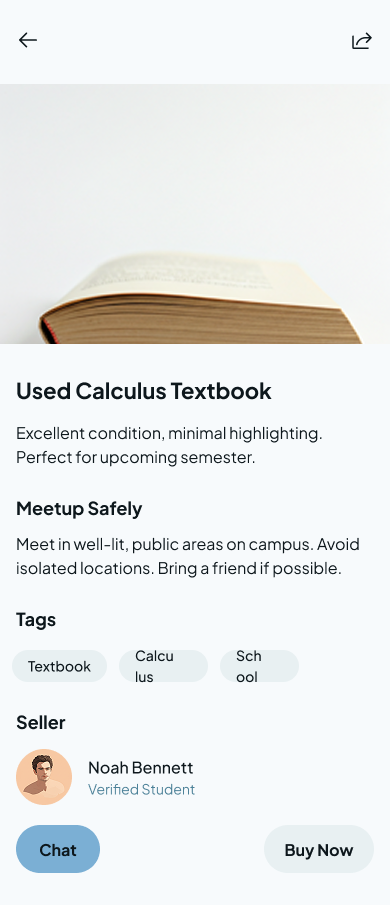 Used Calculus Textbook
Excellent condition, minimal highlighting.
Perfect for upcoming semester.
Meetup Safely
Meet in well-lit, public areas on campus. Avoid
isolated locations. Bring a friend if possible.
Tags
Textbook
Calcu
lus
Sch
ool
Seller
Noah Bennett
Verified Student
Chat
Buy Now